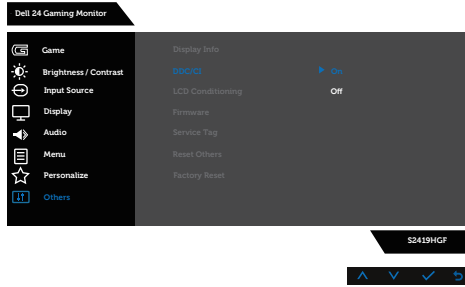 Dell 24 Gaming Monitor
Game
Brightness / Contrast
Input Source
Display
Audio
Menu
Personalize
Others
Display Info
DDC/CI
LCD Conditioning
Firmware
Service Tag
Reset Others
Factory Reset
On
Off
S2419HGF